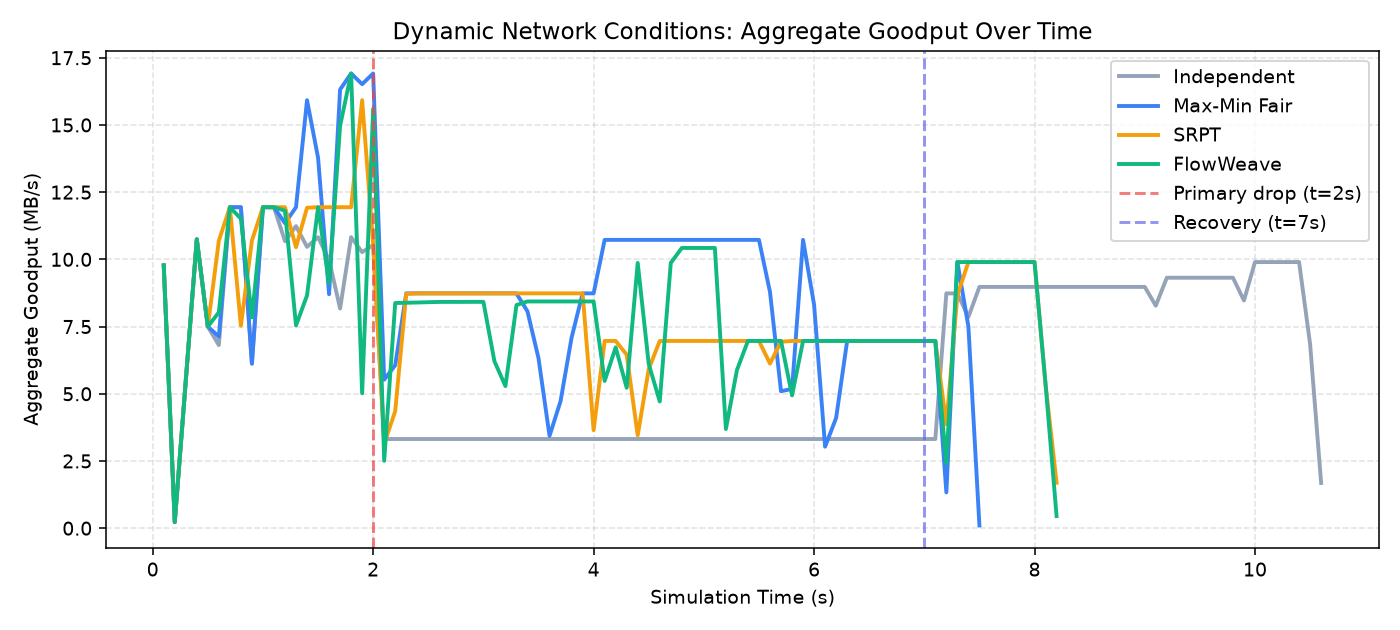 Dynamic Network Conditions: Aggregate Goodput Over Time
17.5
15.0
12.5
10.0
7.5
5.0
2.5
0.0
Aggregate Goodput (MB/s)
0
2
4
6
8
10
Simulation Time (s)
Independent
Max-Min Fair
SRPT
FlowWeave
Primary drop (t=2s)
Recovery (t=7s)